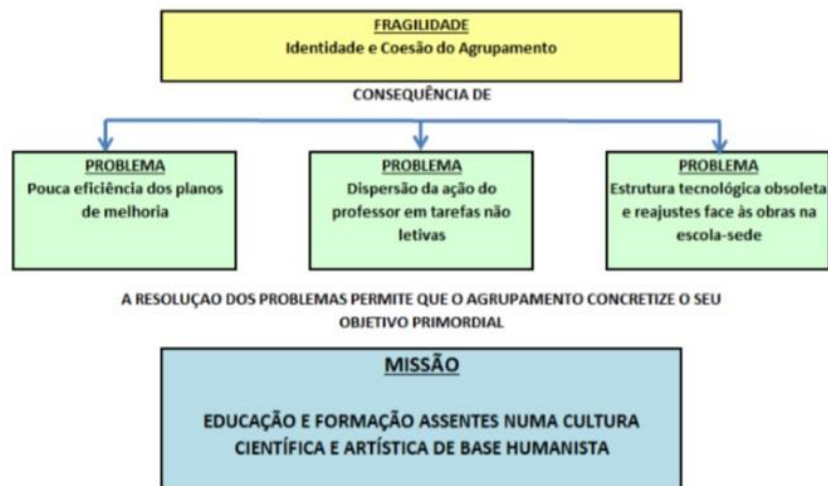 FRAGILIDADE
Identidade e Coesão do Agrupamento
CONSEQUÊNCIA DE
PROBLEMA
Pouca eficiência dos planos
de melhoria
PROBLEMA
Dispersão da ação do
professor em tarefas não
letivas
PROBLEMA
Estrutura tecnológica obsoleta
e reajustes face às obras na
escola-sede
A RESOLUÇAO DOS PROBLEMAS PERMITE QUE O AGRUPAMENTO CONCRETIZE O SEU
OBJETIVO PRIMORDIAL
MISSÃO
EDUCAÇÃO E FORMAÇÃO ASSENTES NUMA CULTURA
CIENTÍFICA E ARTÍSTICA DE BASE HUMANISTA